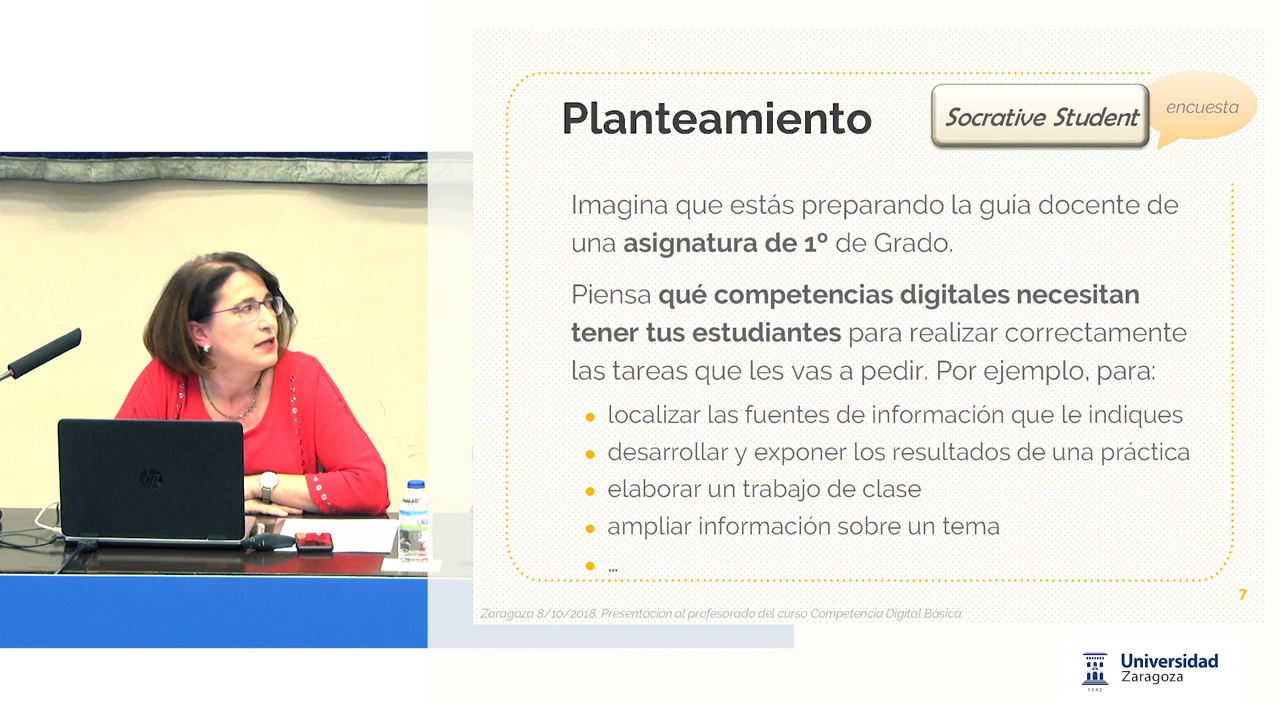 Planteamiento
Socrative Student
encuesta
Imagina que estás preparando la guía docente de
una asignatura de 1º de Grado.
Piensa qué competencias digitales necesitan
tener tus estudiantes para realizar correctamente
las tareas que les vas a pedir. Por ejemplo, para:
• localizar las fuentes de información que le indiques
• desarrollar y exponer los resultados de una práctica
• elaborar un trabajo de clase
• ampliar información sobre un tema
• ...
7
Zaragoza 8/10/2018. Presentación al profesorado del curso Competencia Digital Básica
hp
Universidad
Zaragoza
1542